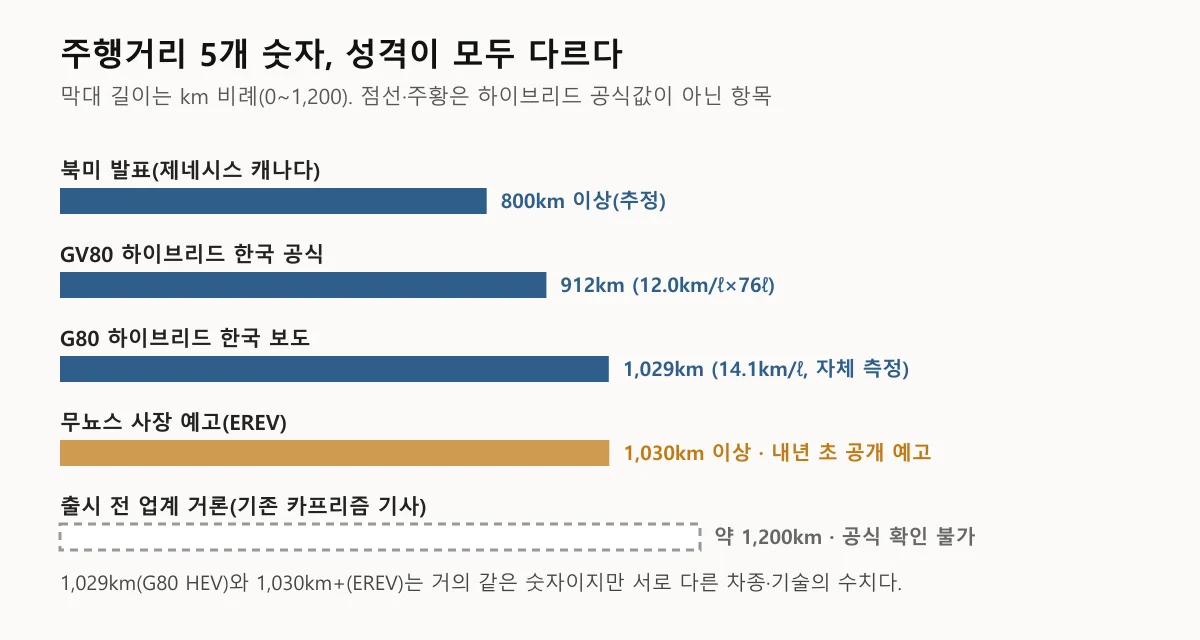 주행거리 5개 숫자, 성격이 모두 다르다
막대 길이는 km 비례(0~1,200). 점선·주황은 하이브리드 공식값이 아닌 항목
북미 발표(제네시스 캐나다)
800km 이상(추정)
GV80 하이브리드 한국 공식
912km (12.0km/ℓ×76ℓ)
G80 하이브리드 한국 보도
1,029km (14.1km/ℓ, 자체 측정)
무뇨스 사장 예고(EREV)
1,030km 이상 · 내년 초 공개 예고
출시 전 업계 거론(기존 카프리즘 기사)
약 1,200km · 공식 확인 불가
1,029km(G80 HEV)와 1,030km+(EREV)는 거의 같은 숫자이지만 서로 다른 차종·기술의 수치다.